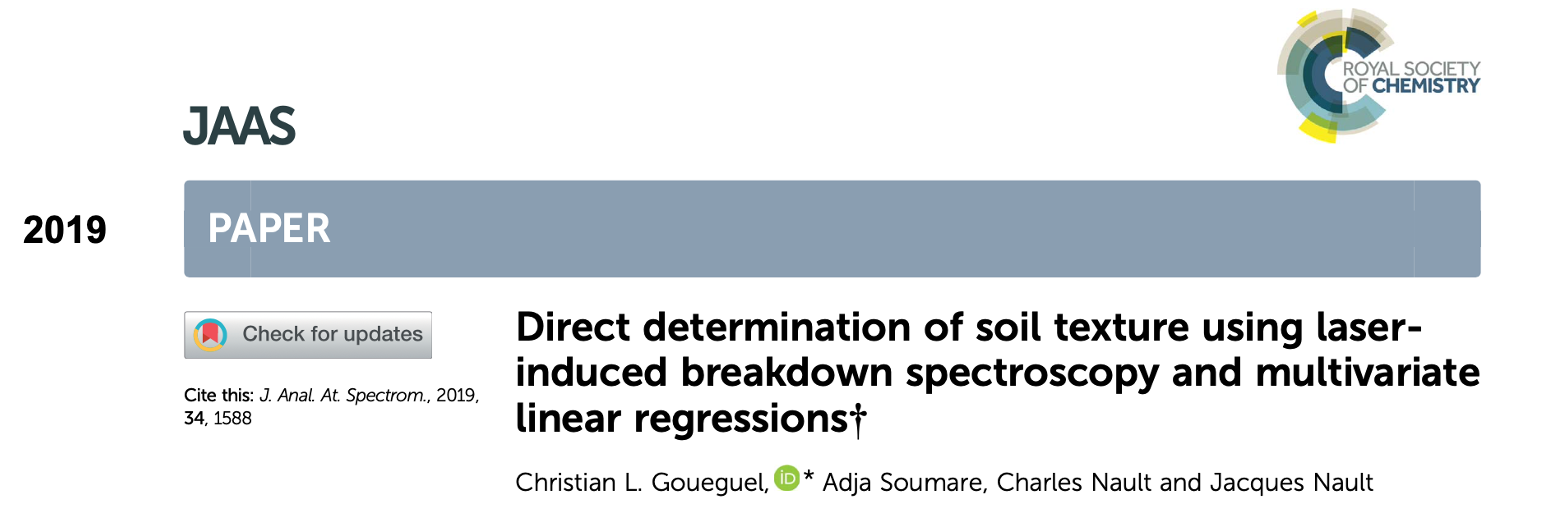 ROYAL SOCIETY
OF CHEMISTRY
JAAS
2019
PAPER
Check for updates
Cite this: J. Anal. At. Spectrom., 2019,
34, 1588
Direct determination of soil texture using laser-
induced breakdown spectroscopy and multivariate
linear regressions†
Christian L. Goueguel, iD * Adja Soumare, Charles Nault and Jacques Nault